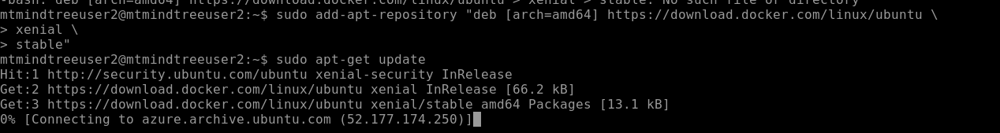 -bash: deb [arch=amd64] https://download.docker.com/linux/ubuntu > xenial > stable: No such file or directory
mtmindtreeuser2@mtmindtreeuser2:~$ sudo add-apt-repository "deb [arch=amd64] https://download.docker.com/linux/ubuntu \
> xenial \
> stable"
mtmindtreeuser2@mtmindtreeuser2:~$ sudo apt-get update
Hit:1 http://security.ubuntu.com/ubuntu xenial-security InRelease
Get:2 https://download.docker.com/linux/ubuntu xenial InRelease [66.2 kB]
Get:3 https://download.docker.com/linux/ubuntu xenial/stable amd64 Packages [13.1 kB]
0% [Connecting to azure.archive.ubuntu.com (52.177.174.250)]